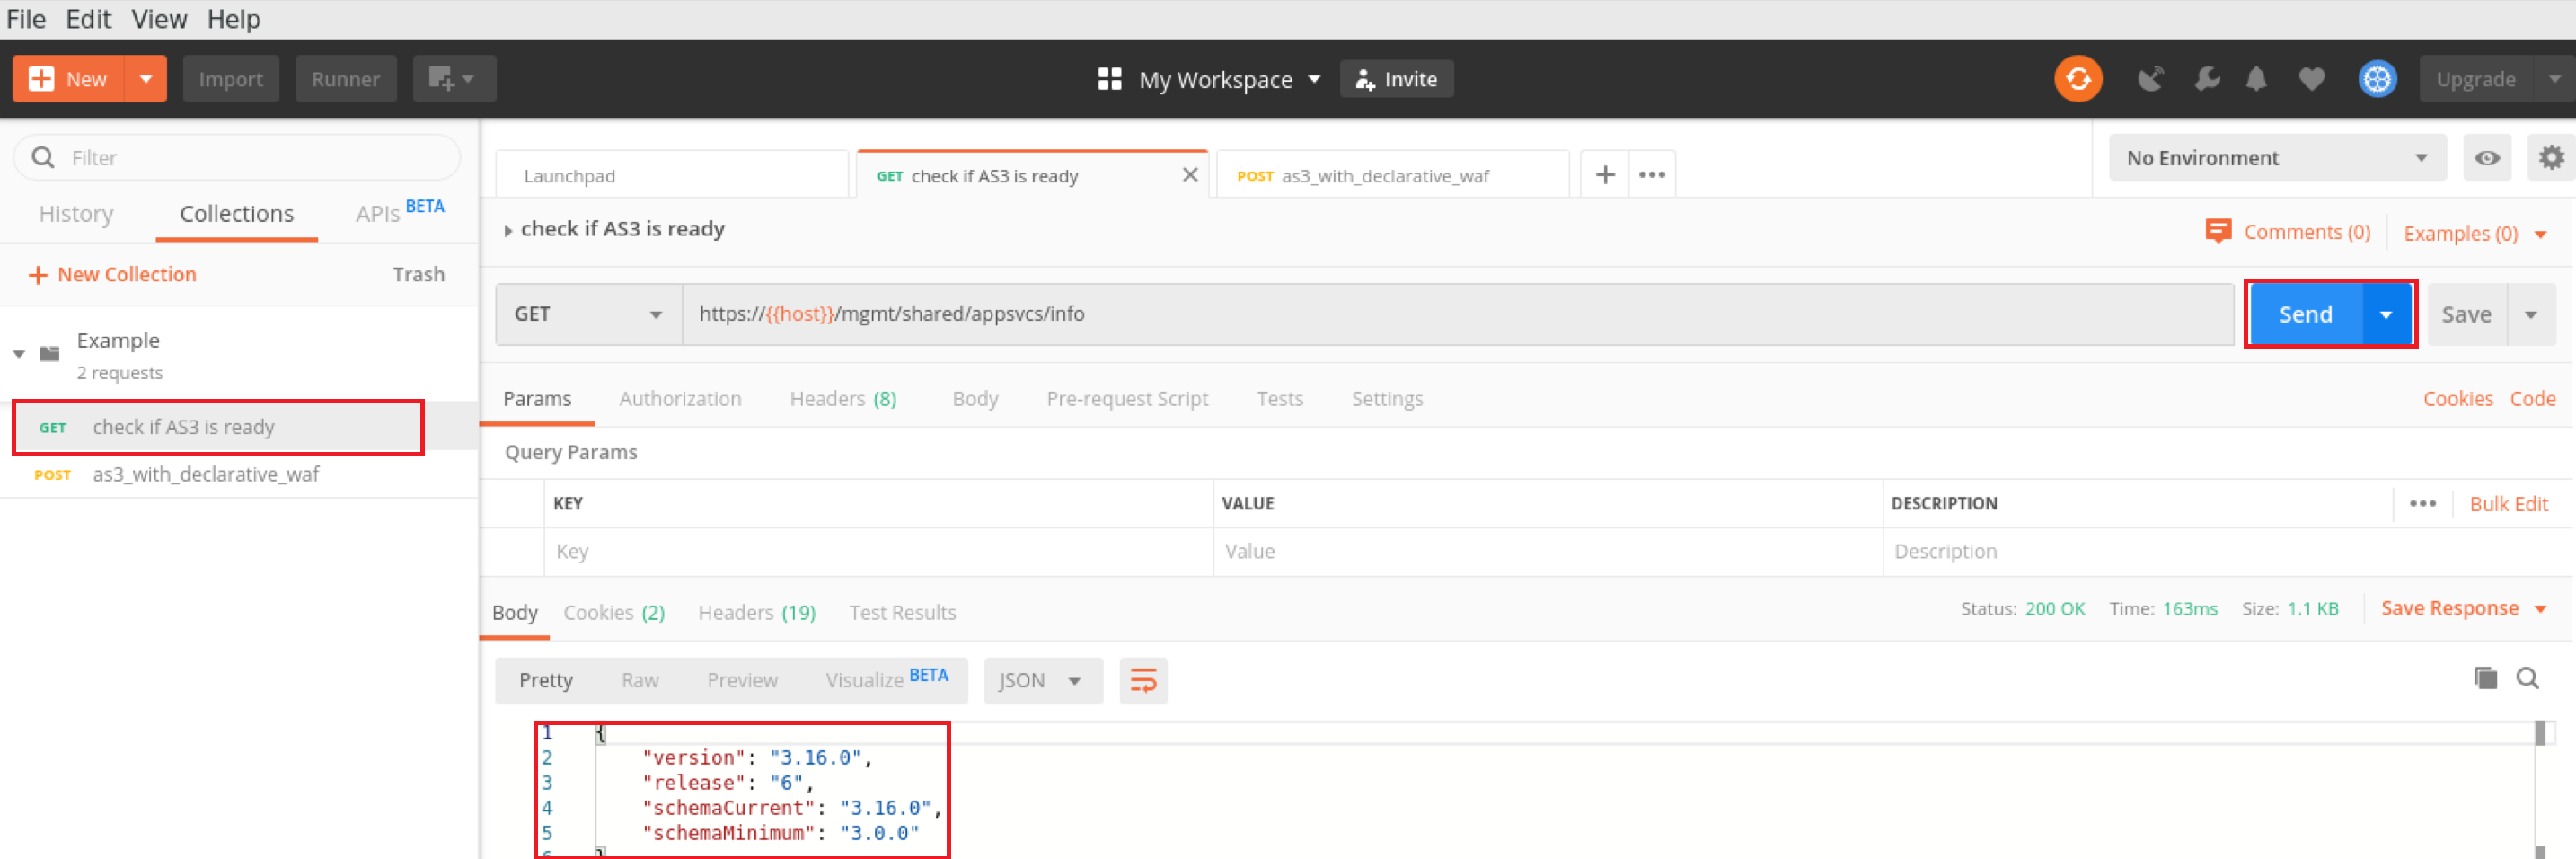 File Edit View Help
New Import Runner My Workspace Invite Upgrade
Filter
History Collections APIs BETA
New Collection Trash
Example
2 requests
GET check if AS3 is ready
POST as3_with_declarative_waf
Launchpad GET check if AS3 is ready POST as3_with_declarative_waf No Environment
check if AS3 is ready Comments (0) Examples (0)
GET https://{{host}}/mgmt/shared/appsvcs/info Send Save
Params Authorization Headers (8) Body Pre-request Script Tests Settings Cookies Code
Query Params
KEY VALUE DESCRIPTION Bulk Edit
Key Value Description
Body Cookies (2) Headers (19) Test Results Status: 200 OK Time: 163ms Size: 1.1 KB Save Response
Pretty Raw Preview Visualize BETA JSON
1 {
2 "version": "3.16.0",
3 "release": "6",
4 "schemaCurrent": "3.16.0",
5 "schemaMinimum": "3.0.0"